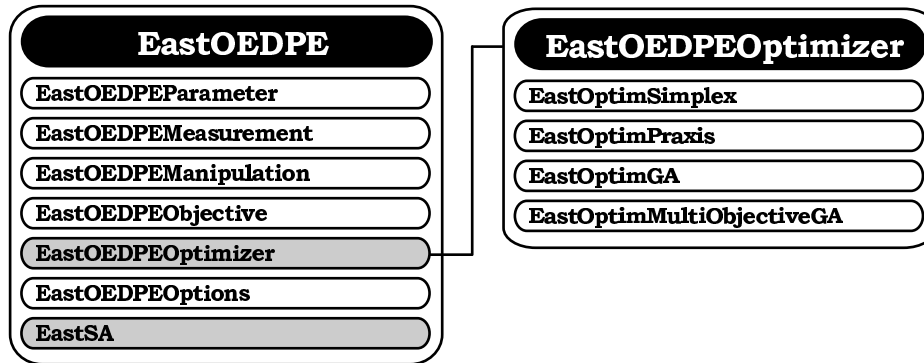 EastOEDPE
EastOEDPEParameter
EastOEDPEMeasurement
EastOEDPEManipulation
EastOEDPEObjective
EastOEDPEOptimizer
EastOEDPEOptions
EastSA
EastOEDPEOptimizer
EastOptimSimplex
EastOptimPraxis
EastOptimGA
EastOptimMultiObjectiveGA